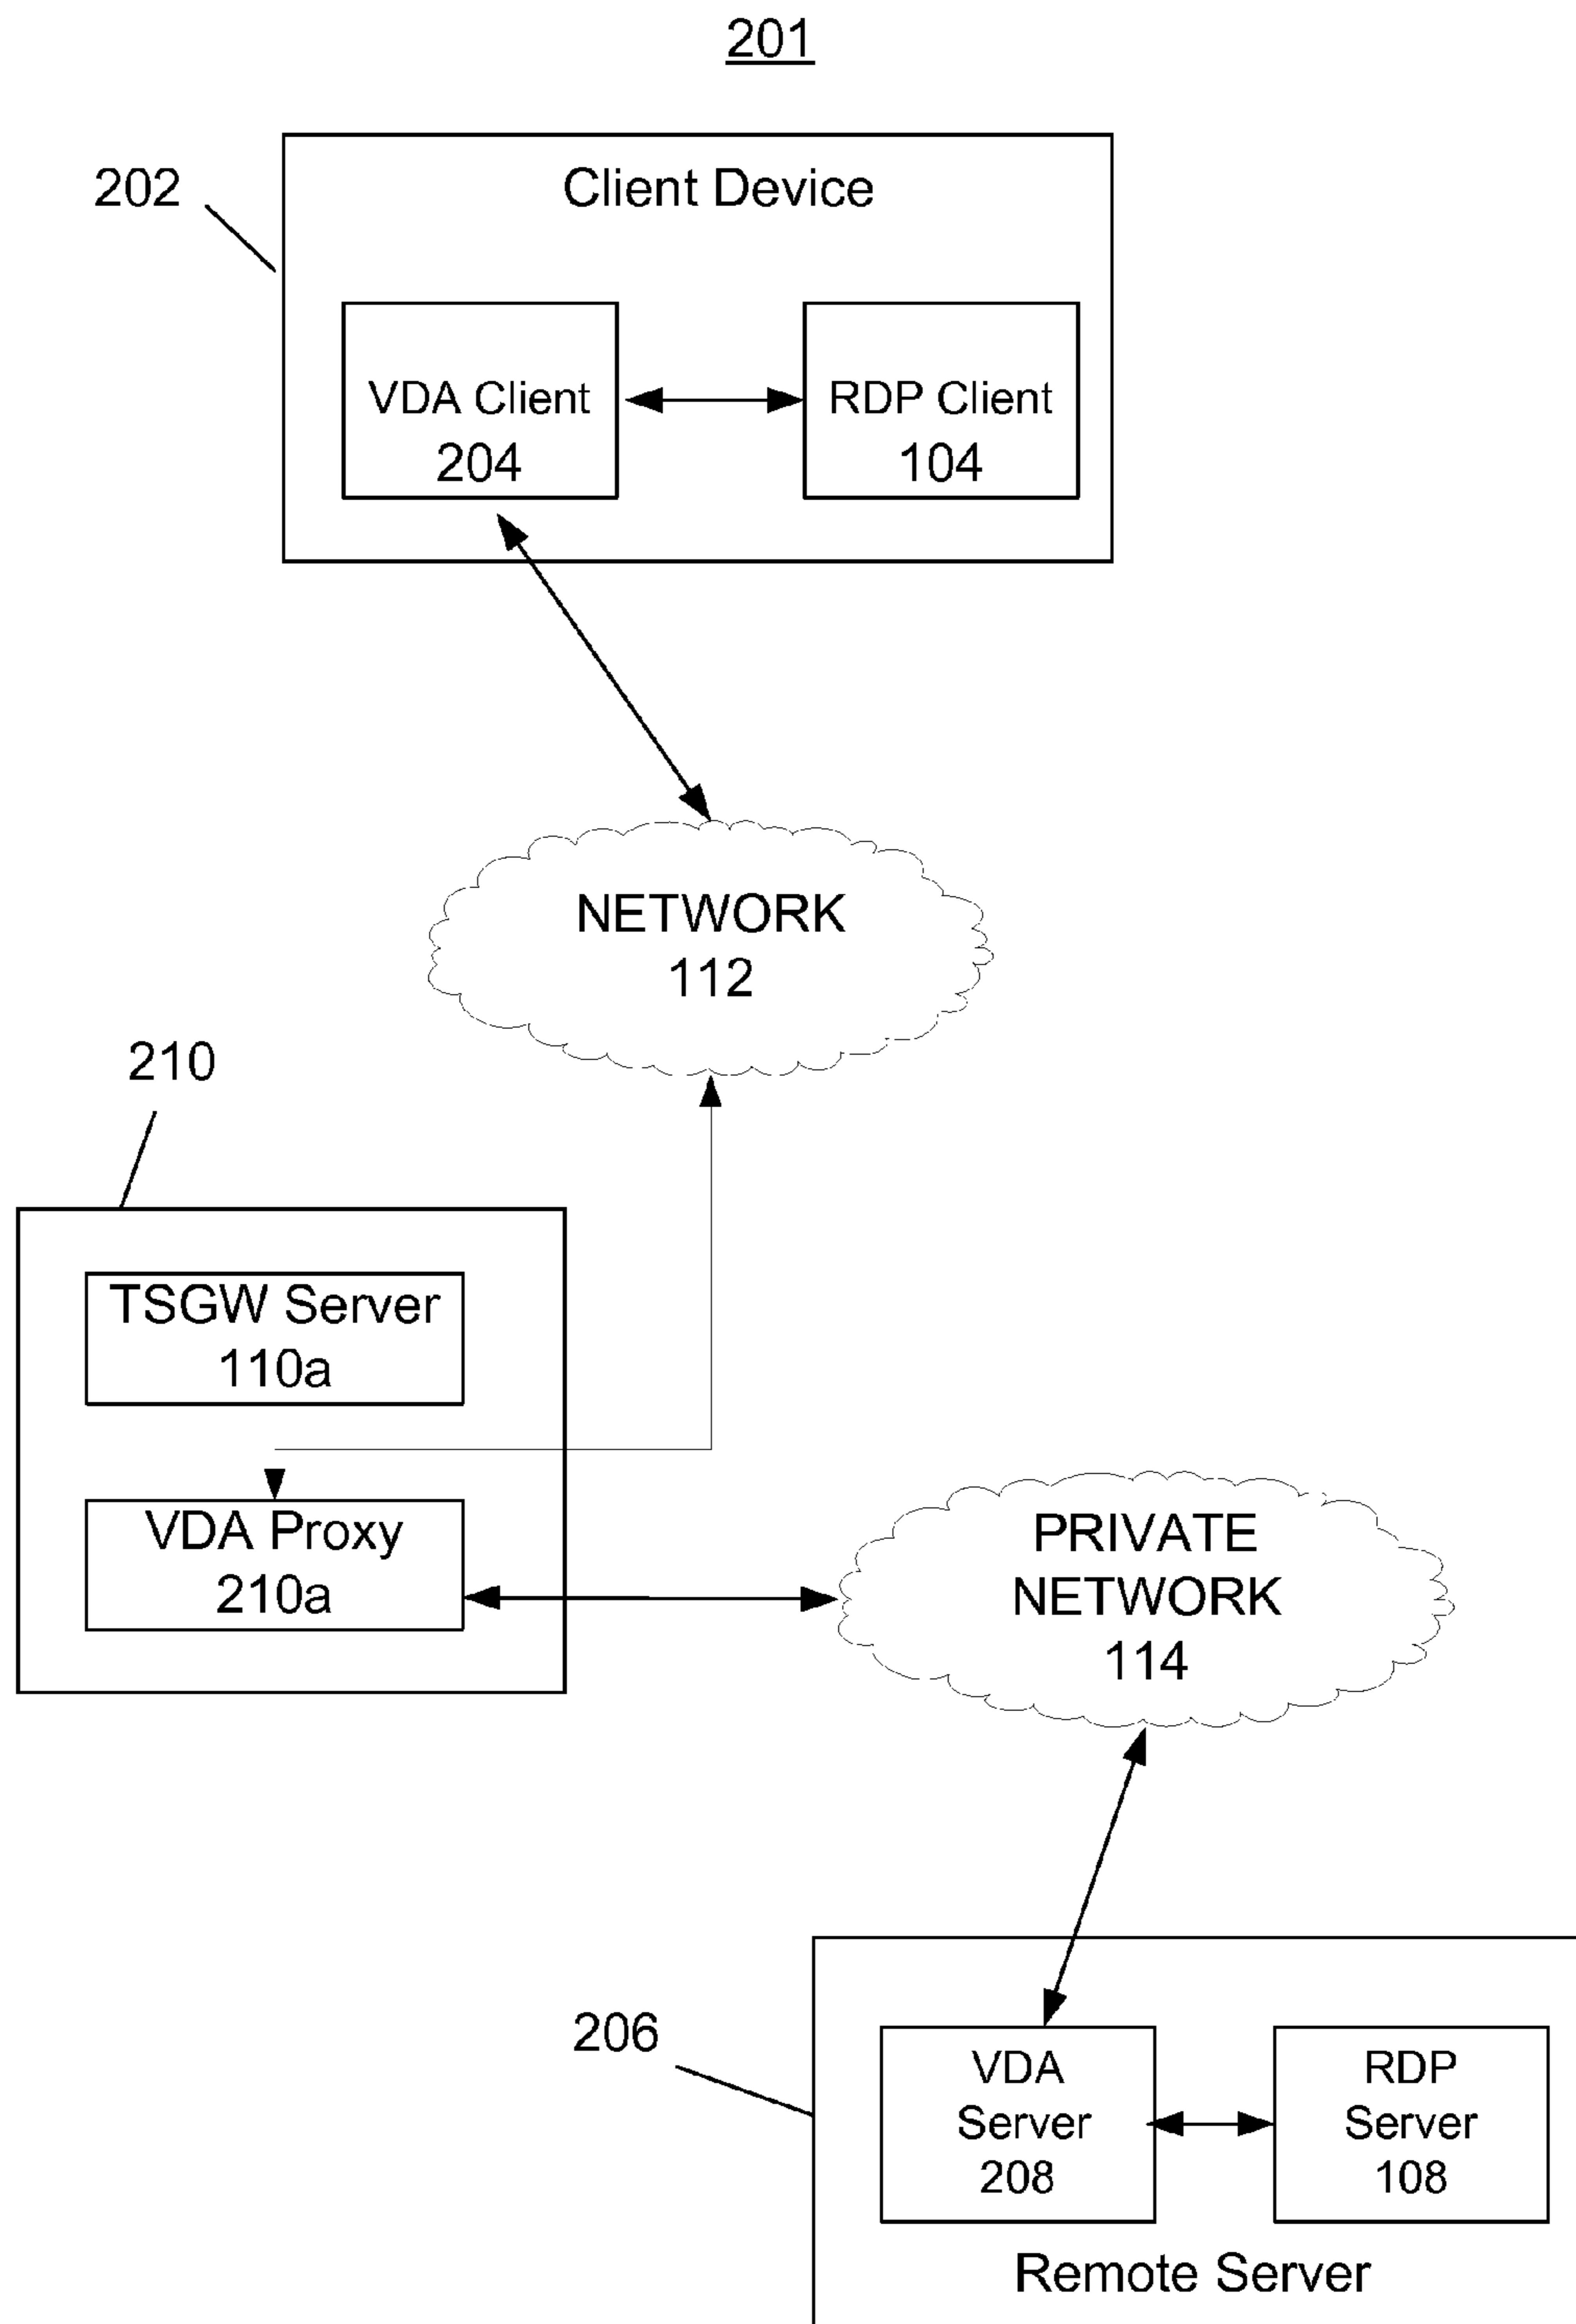 201
202
Client Device
VDA Client
204
RDP Client
104
NETWORK
112
210
TSGW Server
110a
VDA Proxy
210a
PRIVATE
NETWORK
114
206
VDA
Server
208
RDP
Server
108
Remote Server